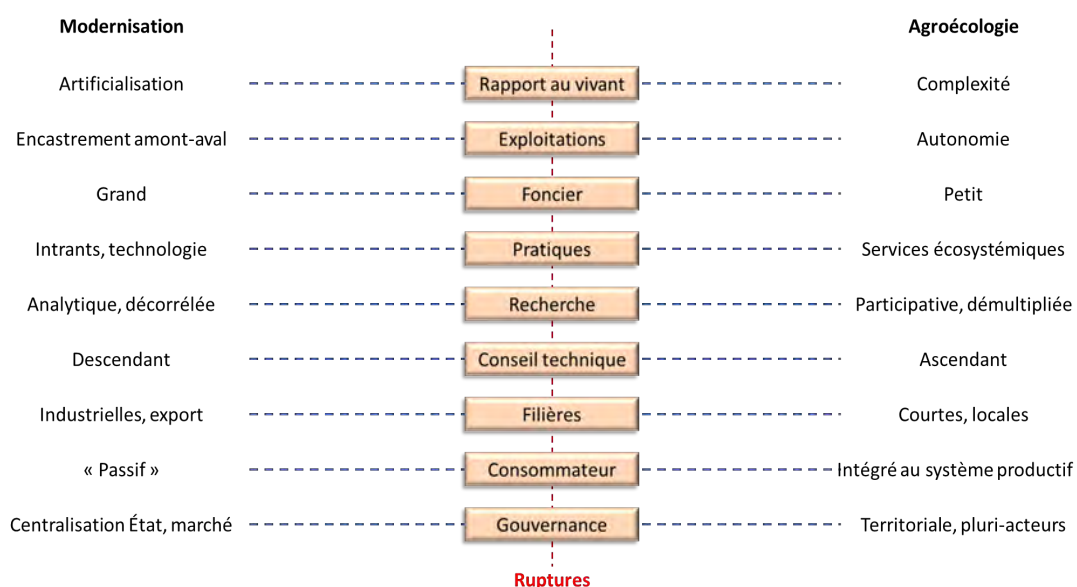 Modernisation Agroécologie
Artificialisation Rapport au vivant Complexité
Encastrement amont-aval Exploitations Autonomie
Grand Foncier Petit
Intrants, technologie Pratiques Services écosystémiques
Analytique, décorrélée Recherche Participative, démultipliée
Descendant Conseil technique Ascendant
Industrielles, export Filières Courtes, locales
« Passif » Consommateur Intégré au système productif
Centralisation État, marché Gouvernance Territoriale, pluri-acteurs
Ruptures